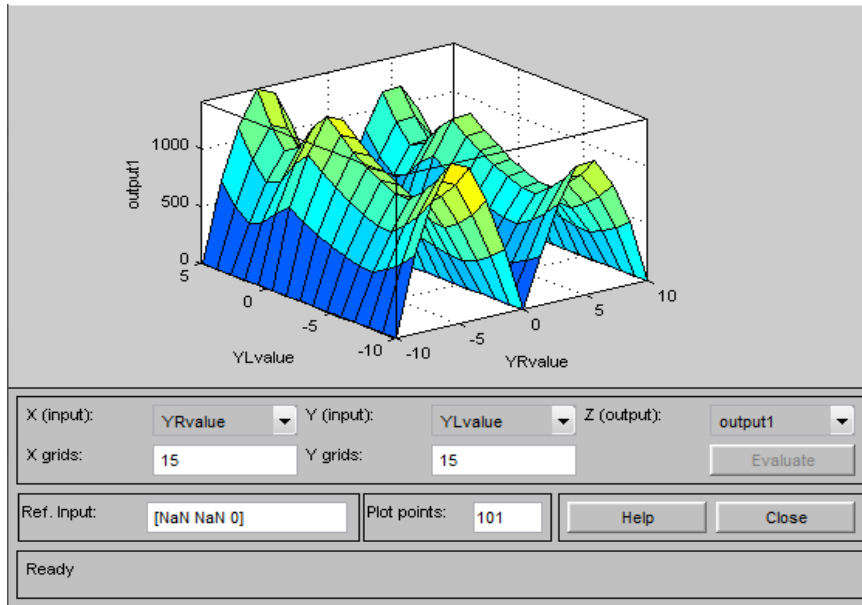 output1
1000
500
0
5
0
-5
-10
YLvalue
-10
-5
0
5
10
YRvalue
X (input): YRvalue Y (input): YLvalue Z (output): output1
X grids: 15 Y grids: 15 Evaluate
Ref. Input: [NaN NaN 0] Plot points: 101 Help Close
Ready